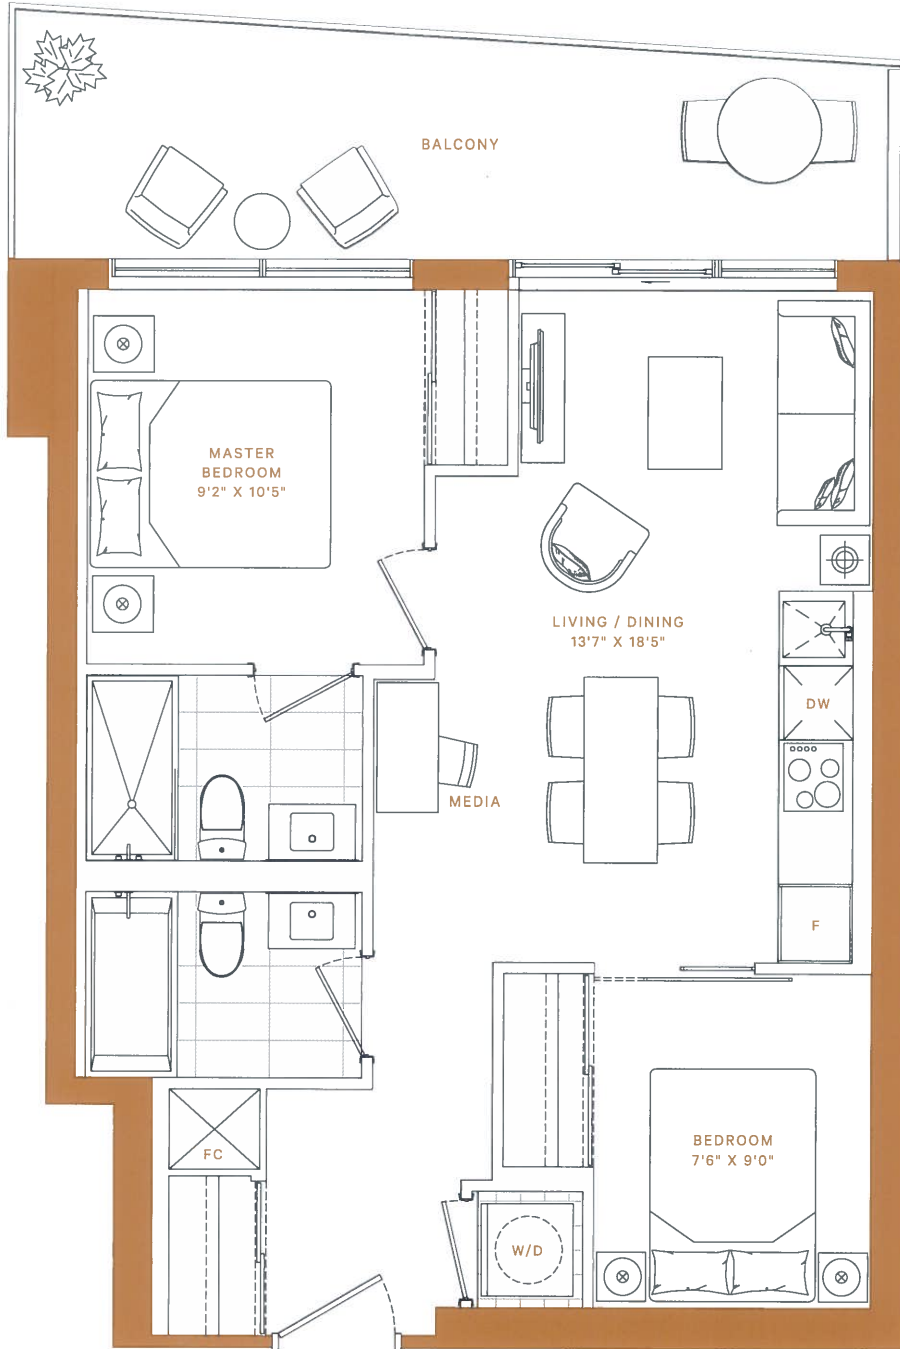 BALCONY
MASTER
BEDROOM
9'2" X 10'5"
LIVING / DINING
13'7" X 18'5"
DW
MEDIA
F
FC
BEDROOM
7'6" X 9'0"
W/D